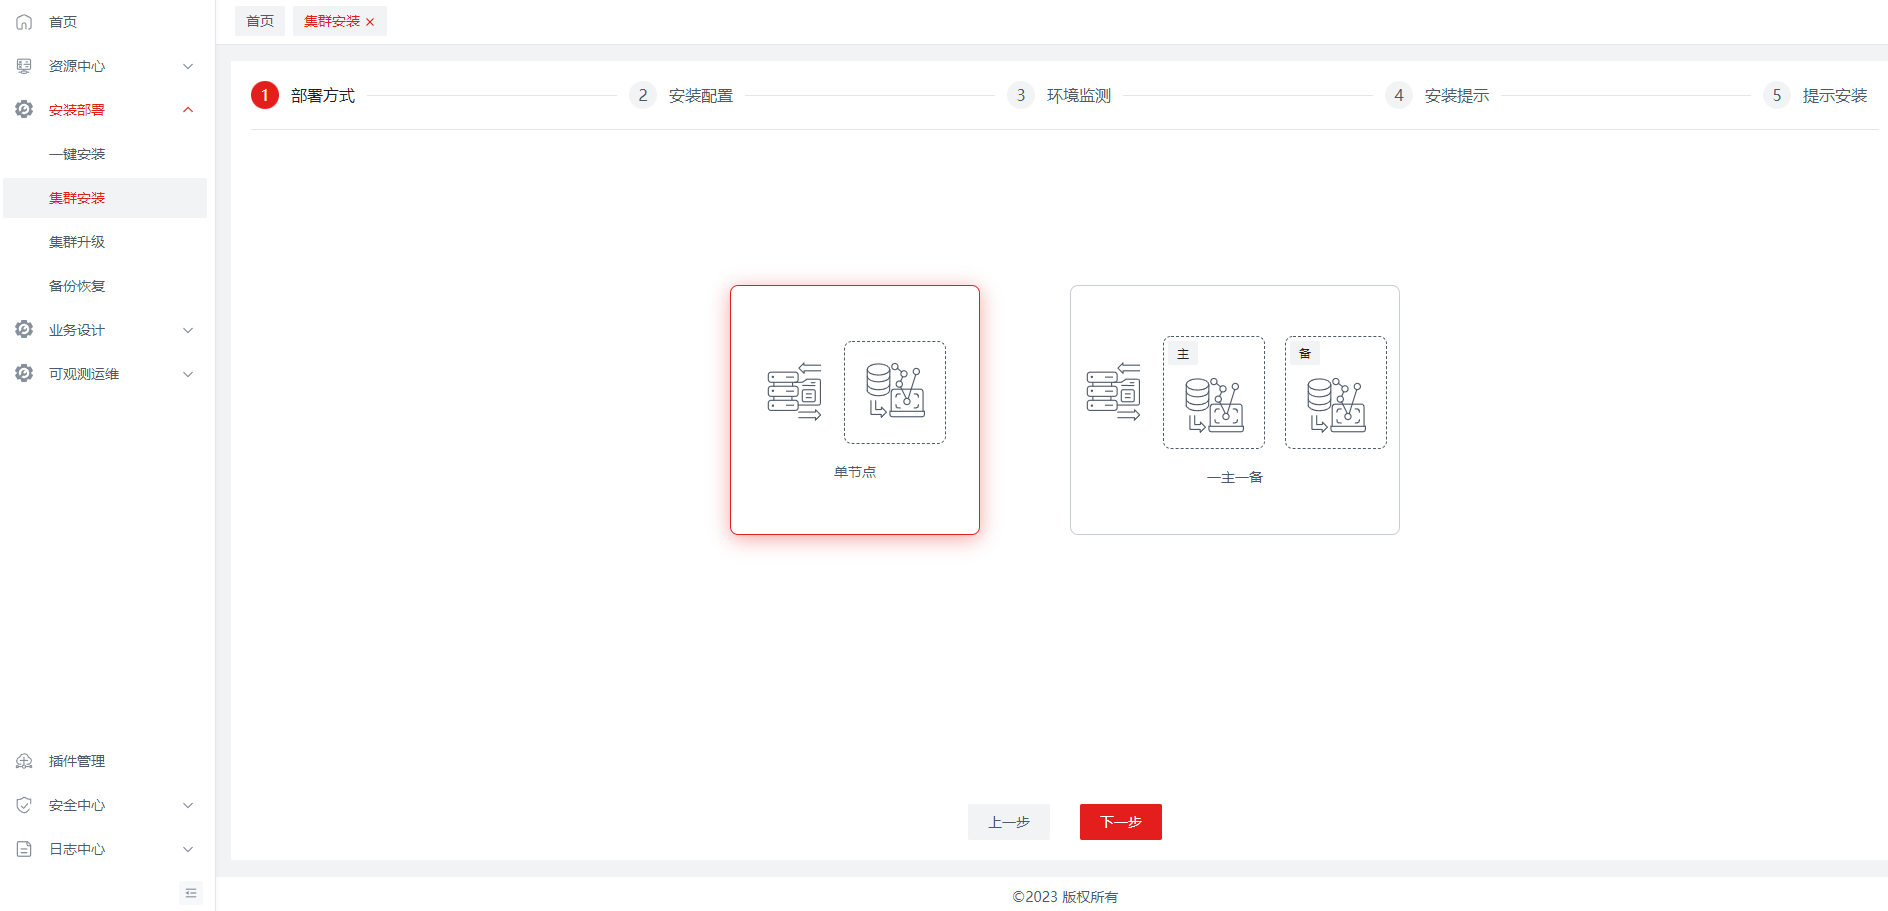 首页
资源中心
安装部署
一键安装
集群安装
集群升级
备份恢复
业务设计
可观测运维
插件管理
安全中心
日志中心
首页 集群安装
1 部署方式 2 安装配置 3 环境监测 4 安装提示 5 提示安装
单节点
主 备
一主一备
上一步 下一步
©2023 版权所有